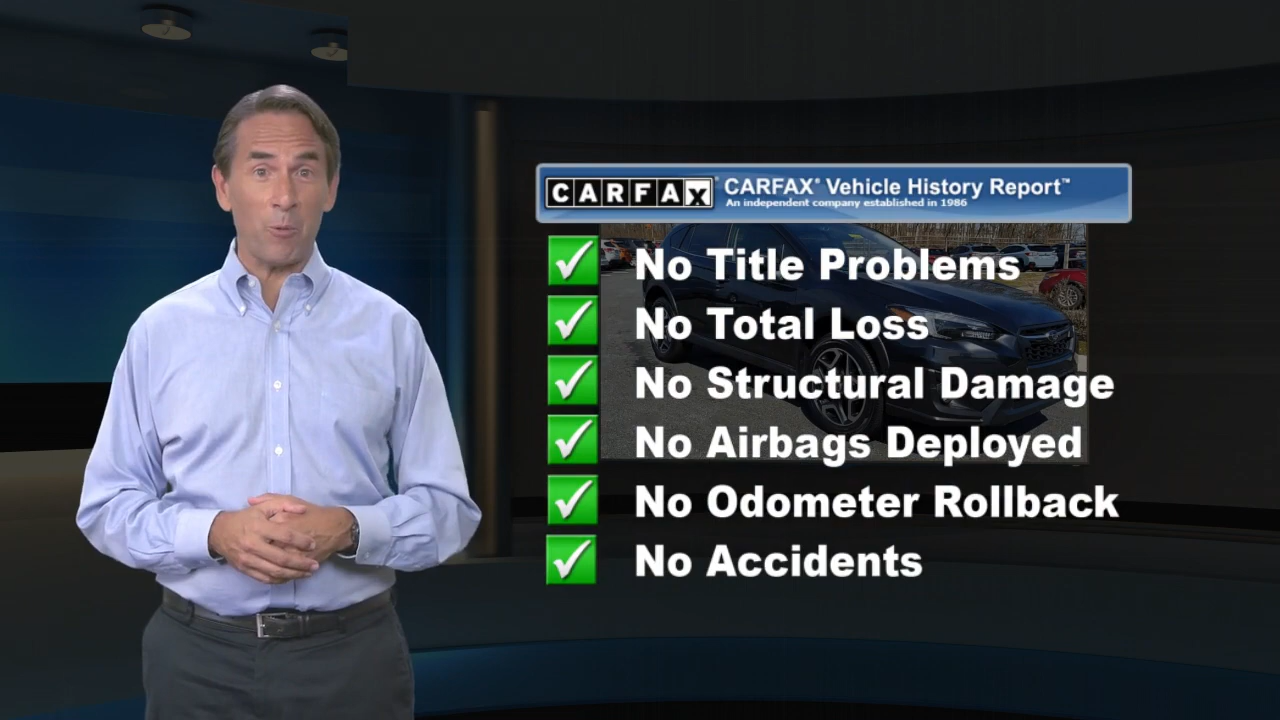 CARFAX® CARFAX® Vehicle History Report™
An independent company established in 1986
No Title Problems
No Total Loss
No Structural Damage
No Airbags Deployed
No Odometer Rollback
No Accidents